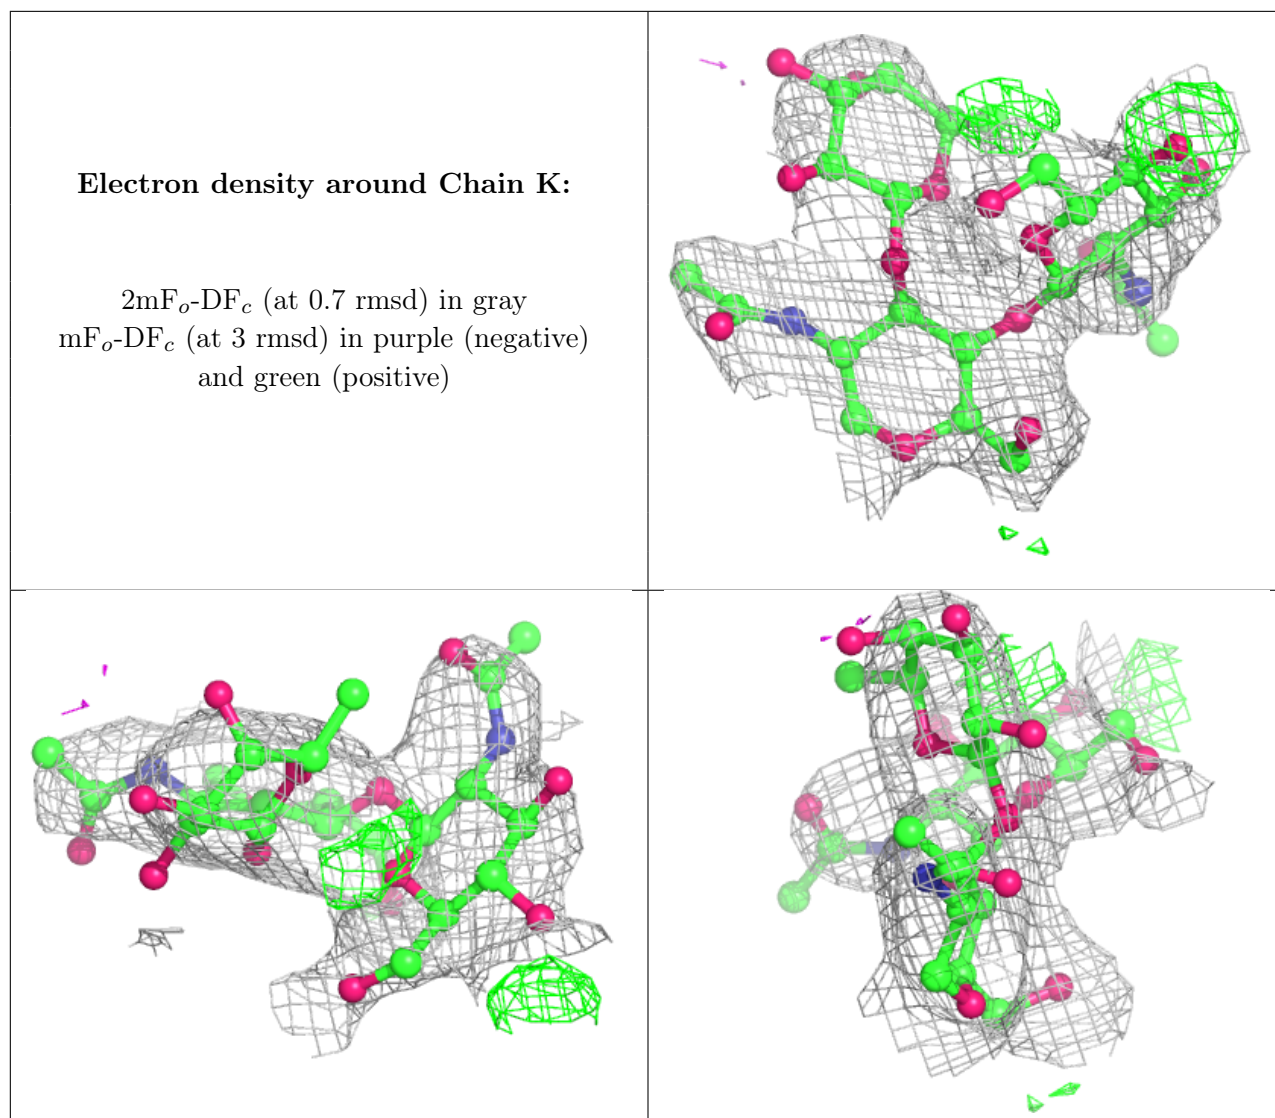 Electron density around Chain K:
2mFₒ-DF𝒸 (at 0.7 rmsd) in gray
mFₒ-DF𝒸 (at 3 rmsd) in purple (negative)
and green (positive)